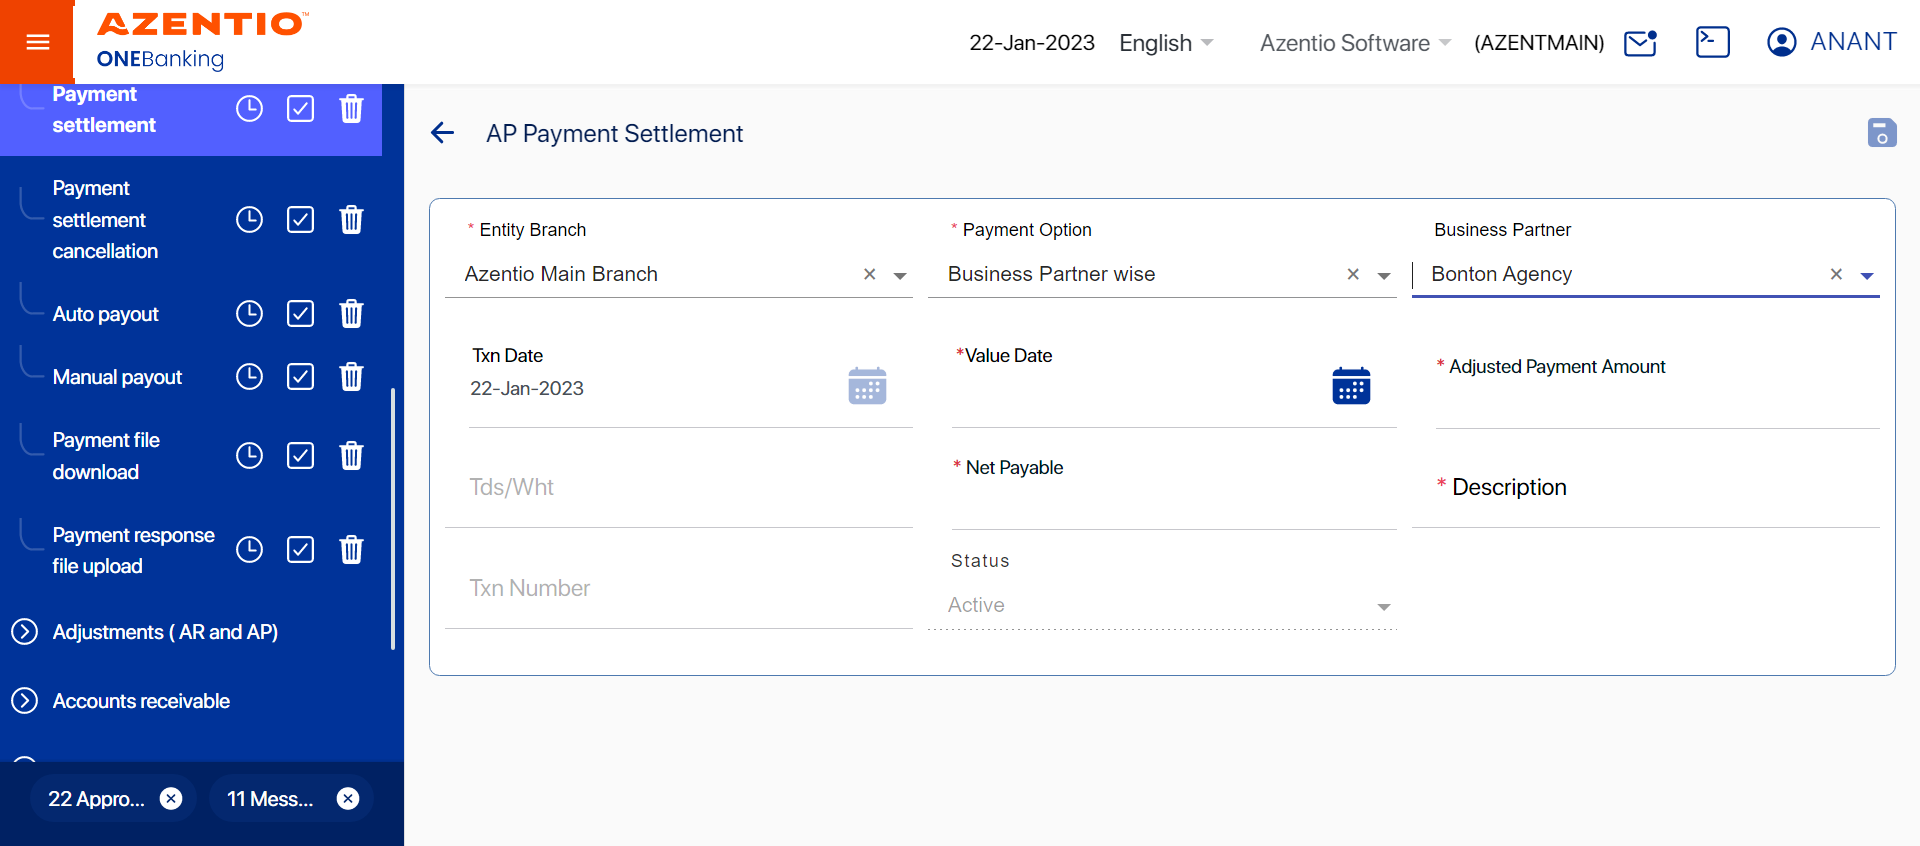 AZENTIO™
ONEBanking
22-Jan-2023 English Azentio Software (AZENTMAIN) ANANT
Payment
settlement
Payment
settlement
cancellation
Auto payout
Manual payout
Payment file
download
Payment response
file upload
Adjustments ( AR and AP)
Accounts receivable
22 Appro...
11 Mess...
AP Payment Settlement
* Entity Branch
Azentio Main Branch
* Payment Option
Business Partner wise
Business Partner
Bonton Agency
Txn Date
22-Jan-2023
*Value Date
* Adjusted Payment Amount
Tds/Wht
* Net Payable
* Description
Txn Number
Status
Active